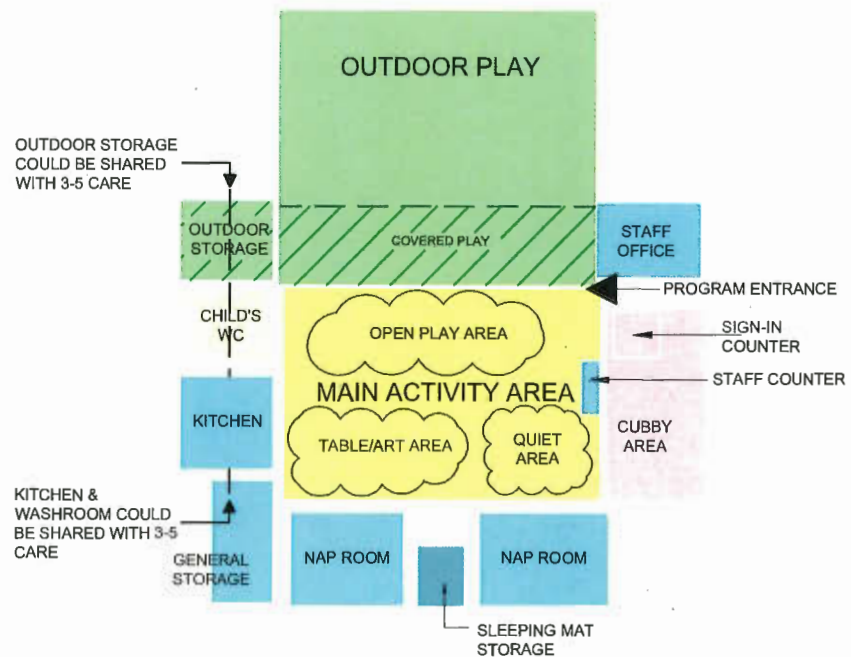 OUTDOOR PLAY
OUTDOOR STORAGE
COULD BE SHARED
WITH 3-5 CARE
OUTDOOR
STORAGE
COVERED PLAY
STAFF
OFFICE
PROGRAM ENTRANCE
CHILD'S
WC
OPEN PLAY AREA
SIGN-IN
COUNTER
MAIN ACTIVITY AREA
STAFF COUNTER
KITCHEN
TABLE/ART AREA
QUIET
AREA
CUBBY
AREA
KITCHEN &
WASHROOM COULD
BE SHARED WITH 3-5
CARE
GENERAL
STORAGE
NAP ROOM
NAP ROOM
SLEEPING MAT
STORAGE